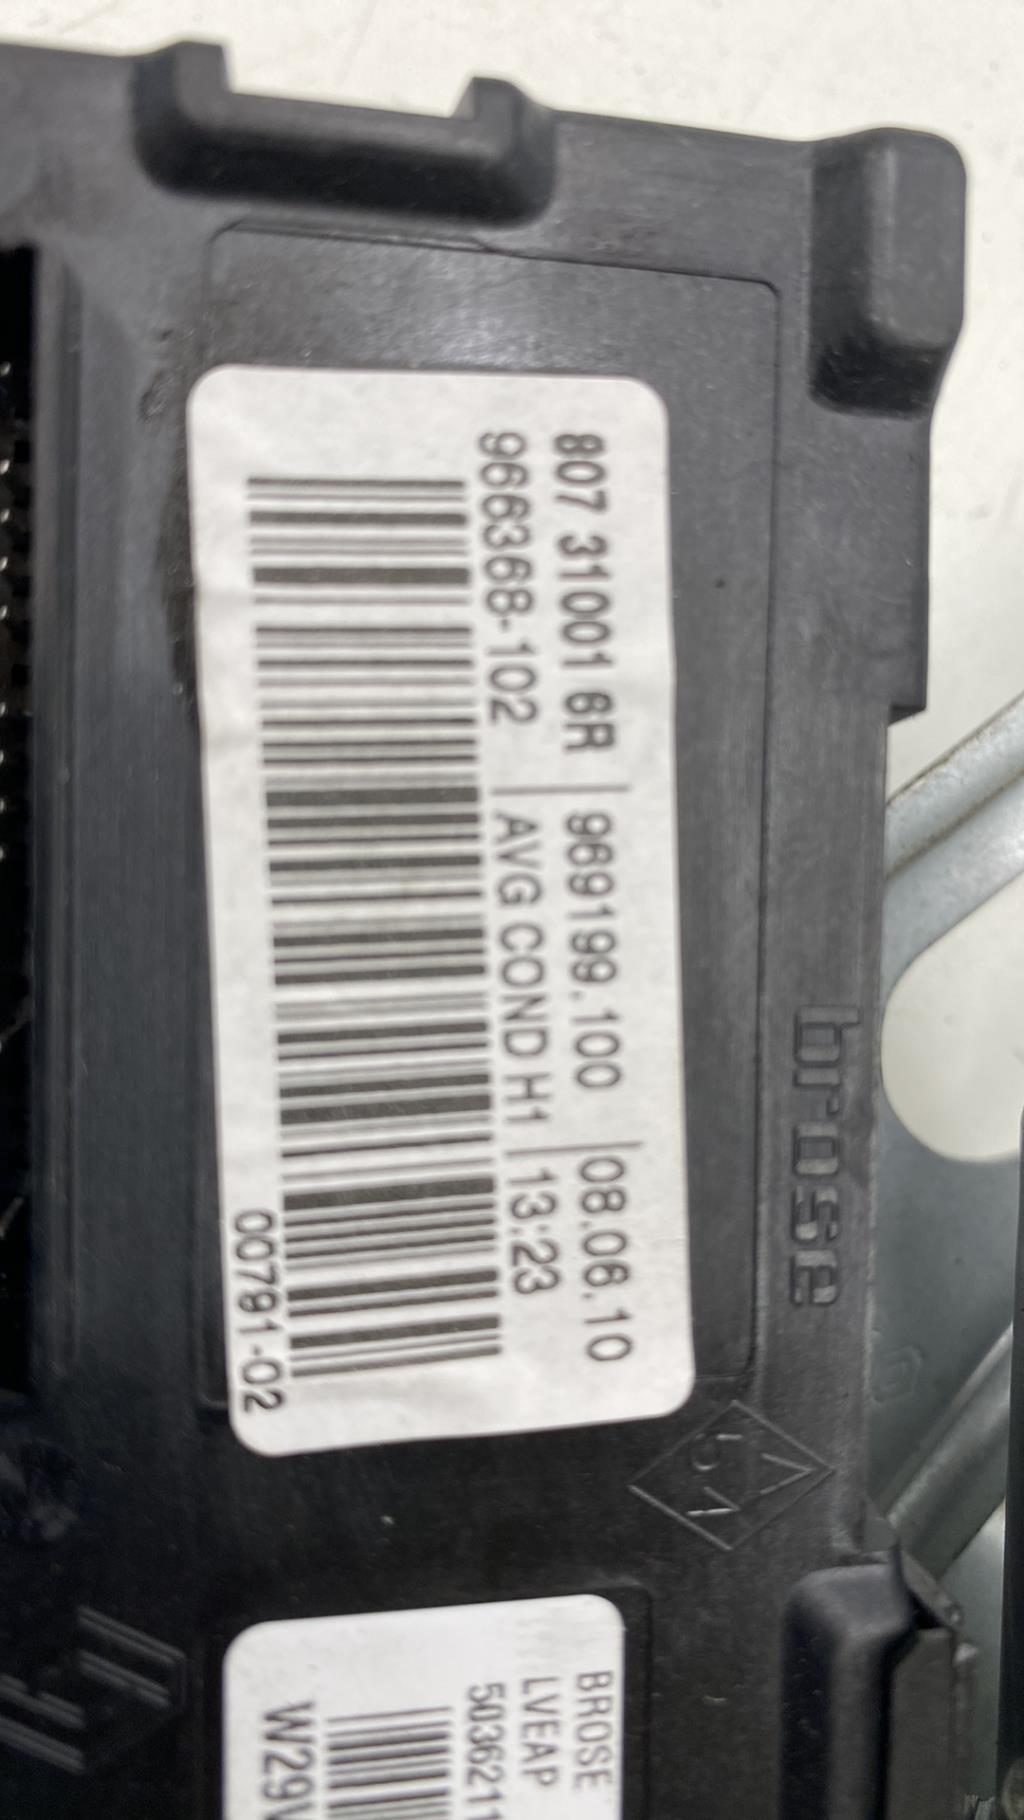 807 31001 6R | 969199.100 | 08.06.10
966368-102 | AVG COND H1 | 13:23
00791-02
brose
BROSE
LVEAP